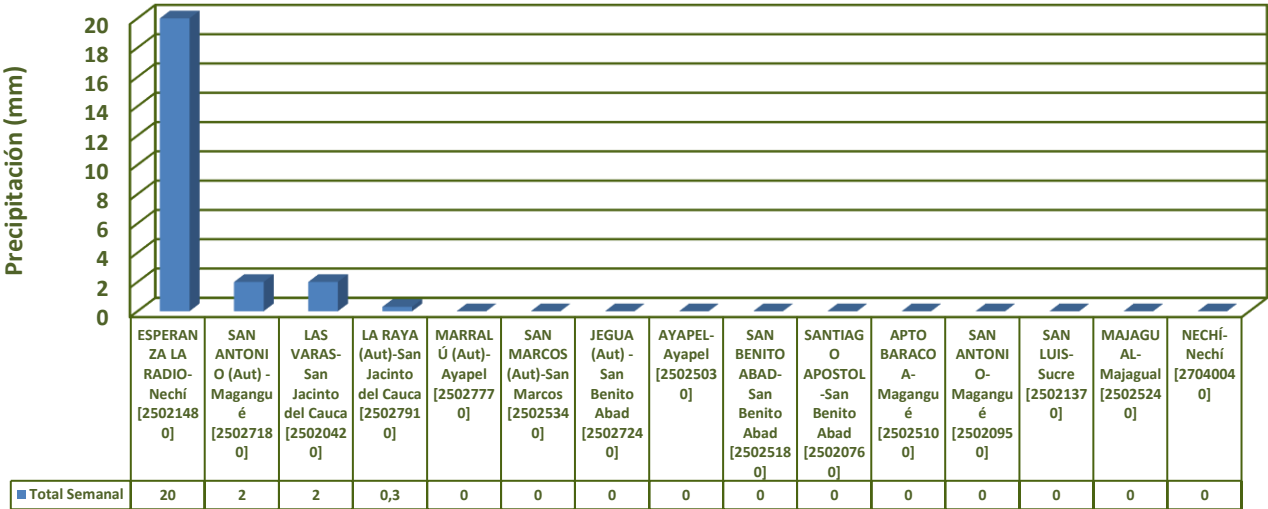 Precipitación (mm)
20
18
16
14
12
10
8
6
4
2
0
ESPERAN
ZA LA
RADIO-
Nechí
[2502148
0]
SAN
ANTONI
O (Aut) -
Magangu
é
[2502718
0]
LAS
VARAS-
San
Jacinto
del Cauca
[2502042
0]
LA RAYA
(Aut)-San
Jacinto
del Cauca
[2502791
0]
MARRAL
Ú (Aut)-
Ayapel
[2502777
0]
SAN
MARCOS
(Aut)-San
Marcos
[2502534
0]
JEGUA
(Aut) -
San
Benito
Abad
[2502724
0]
AYAPEL-
Ayapel
[2502503
0]
SAN
BENITO
ABAD-
San
Benito
Abad
[2502518
0]
SANTIAG
O
APOSTOL
-San
Benito
Abad
[2502076
0]
APTO
BARACO
A-
Magangu
é
[2502510
0]
SAN
ANTONI
O-
Magangu
é
[2502095
0]
SAN
LUIS-
Sucre
[2502137
0]
MAJAGU
AL-
Majagual
[2502524
0]
NECHÍ-
Nechí
[2704004
0]
Total Semanal 20 2 2 0,3 0 0 0 0 0 0 0 0 0 0 0